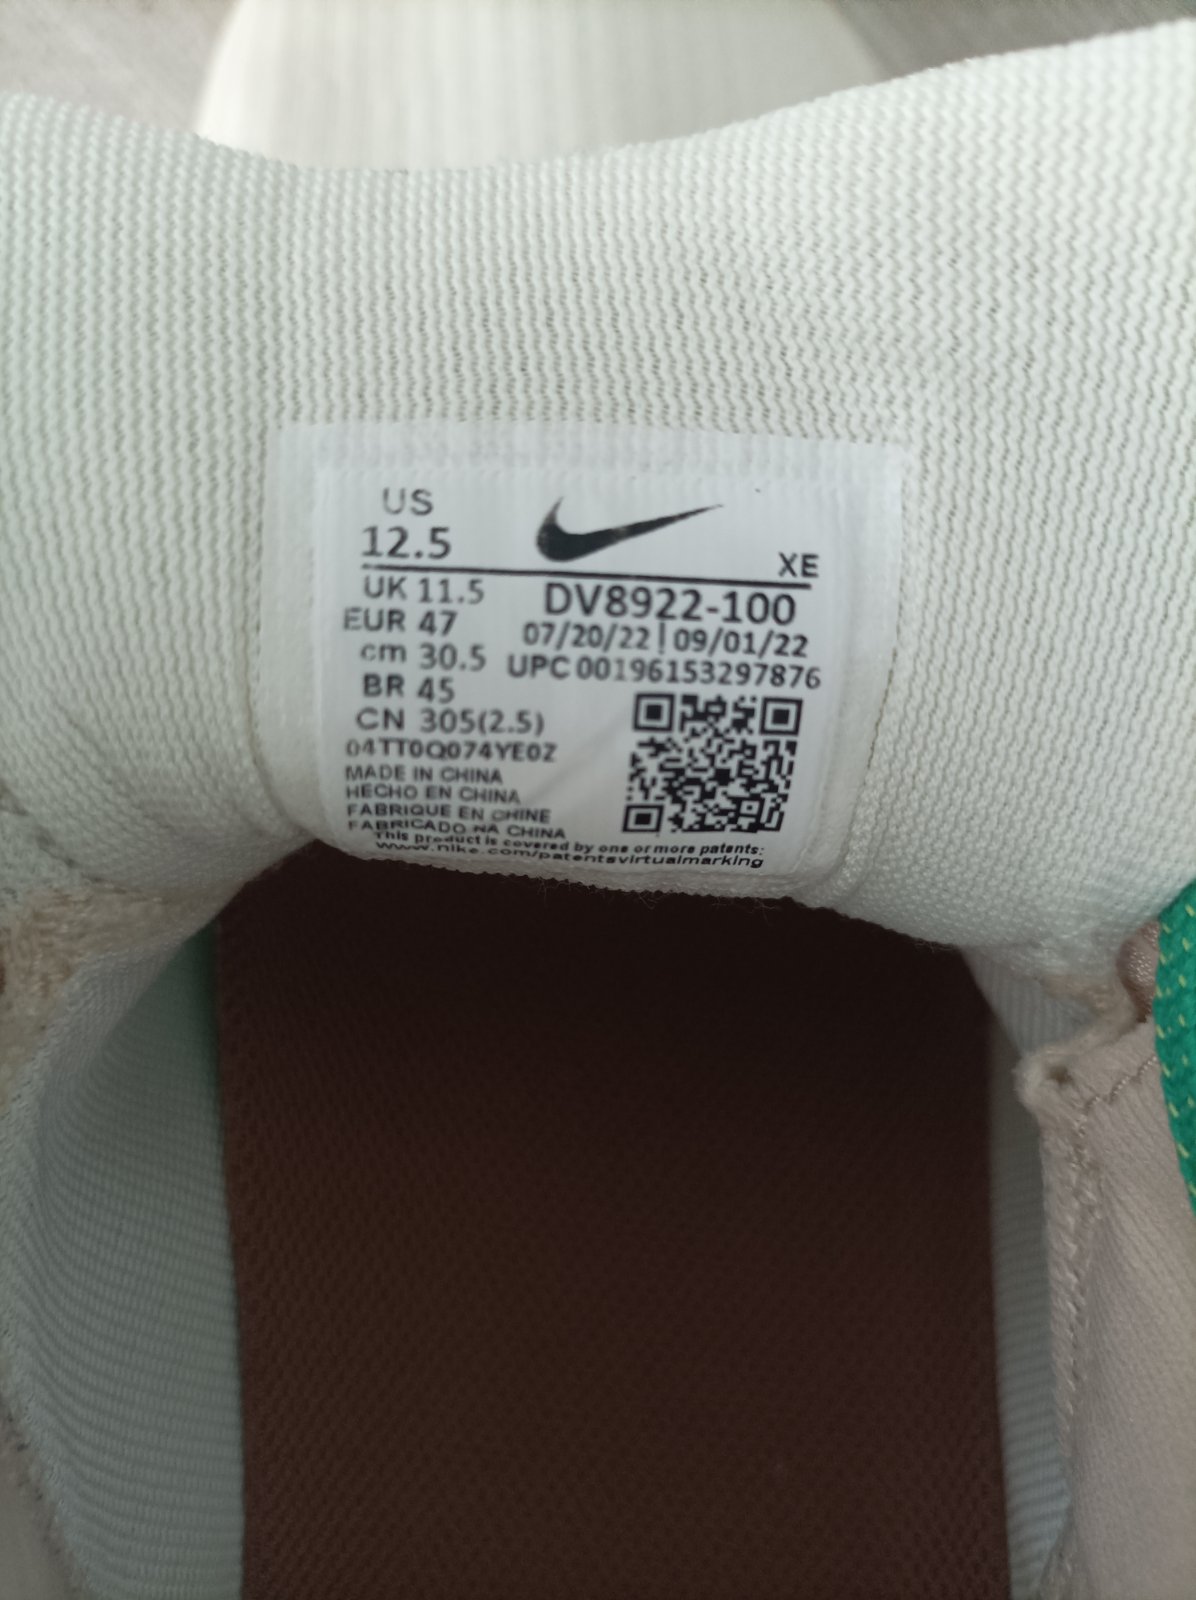 US
12.5
XE
UK 11.5
EUR 47
cm 30.5
BR 45
CN 305(2.5)
DV8922-100
07/20/22 | 09/01/22
UPC 00196153297876
04TT0Q074YE0Z
MADE IN CHINA
HECHO EN CHINA
FABRIQUE EN CHINE
FABRICADO NA CHINA
This product is covered by one or more patents:
www.nike.com/patentsvirtualmarking